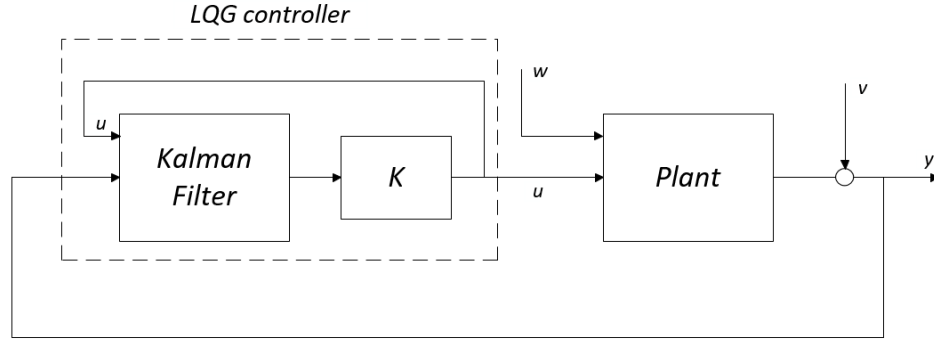 LQG controller
w
v
u
Kalman
Filter
K
Plant
y
u